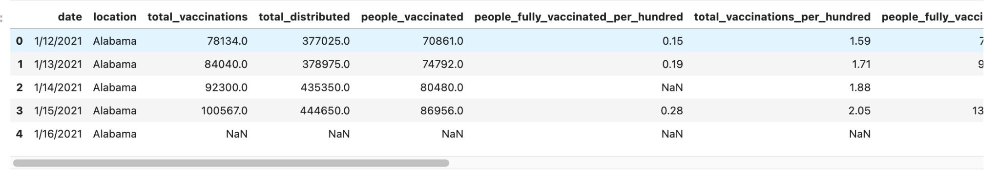 date location total_vaccinations total_distributed people_vaccinated people_fully_vaccinated_per_hundred total_vaccinations_per_hundred people_fully_vacci
0 1/12/2021 Alabama 78134.0 377025.0 70861.0 0.15 1.59 7
1 1/13/2021 Alabama 84040.0 378975.0 74792.0 0.19 1.71 9
2 1/14/2021 Alabama 92300.0 435350.0 80480.0 NaN 1.88
3 1/15/2021 Alabama 100567.0 444650.0 86956.0 0.28 2.05 13
4 1/16/2021 Alabama NaN NaN NaN NaN NaN